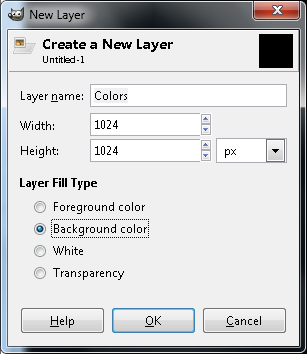 New Layer
Create a New Layer
Untitled-1
Layer name: Colors
Width: 1024
Height: 1024 px
Layer Fill Type
Foreground color
Background color
White
Transparency
Help OK Cancel